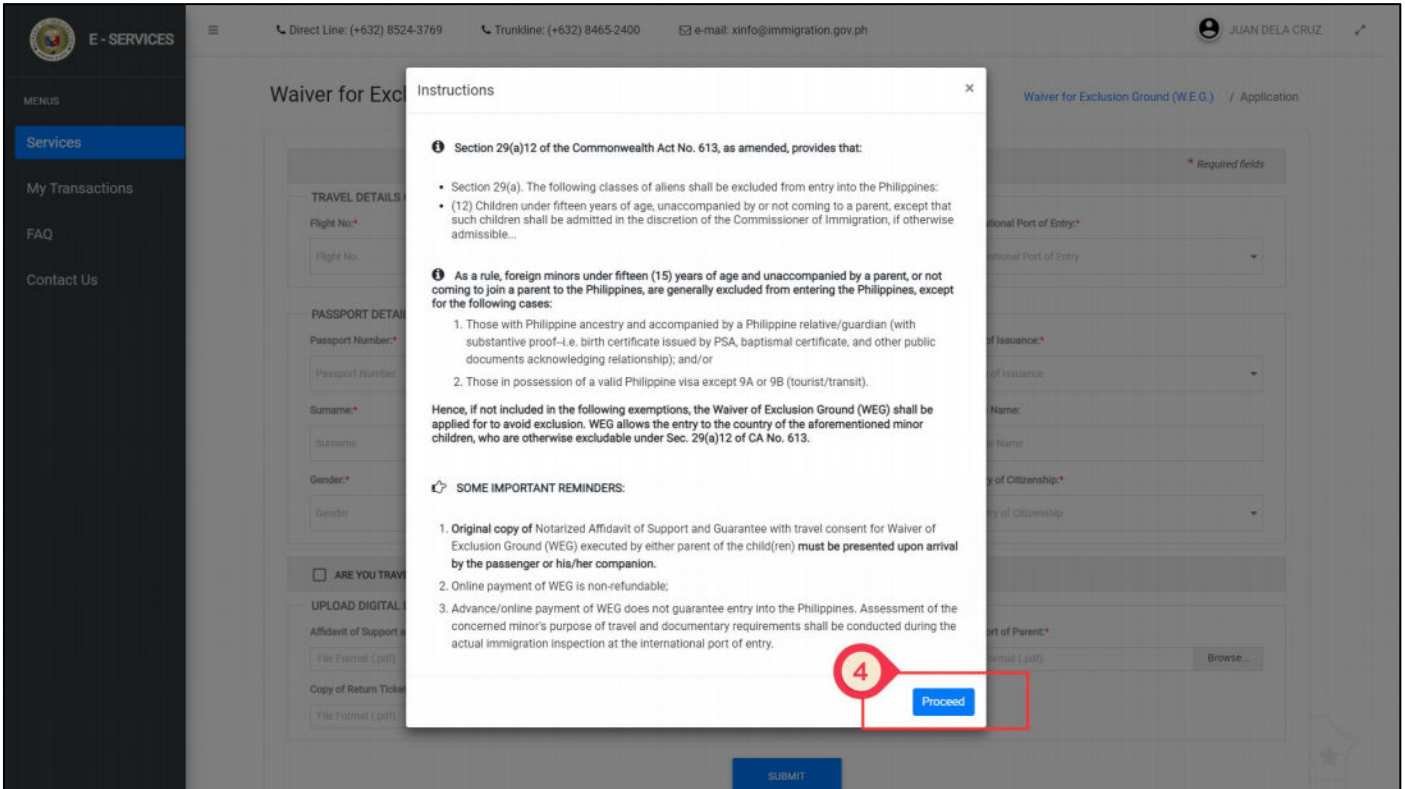 E - SERVICES
Direct Line: (+632) 8524-3769 Trunkline: (+632) 8465-2400 e-mail: xinfo@immigration.gov.ph
JUAN DELA CRUZ
MENUS
Services
My Transactions
FAQ
Contact Us
Waiver for Excl
Waiver for Exclusion Ground (W.E.G.) / Application
* Required fields
TRAVEL DETAILS
Flight No:*
Flight No.
tional Port of Entry:*
national Port of Entry
PASSPORT DETAI
Passport Number:*
Passport Number
of Issuance:*
of Issuance
Surname:*
Surname
Name:
le Name
Gender:*
Gender
y of Citizenship:*
try of Citizenship
ARE YOU TRAVE
UPLOAD DIGITAL
Affidavit of Support a
File Format (.pdf)
ort of Parent:*
ormat (.pdf)
Browse...
Copy of Return Ticke
File Format (.pdf)
SUBMIT
Instructions ×
Section 29(a)12 of the Commonwealth Act No. 613, as amended, provides that:
• Section 29(a). The following classes of aliens shall be excluded from entry into the Philippines:
• (12) Children under fifteen years of age, unaccompanied by or not coming to a parent, except that
such children shall be admitted in the discretion of the Commissioner of Immigration, if otherwise
admissible...
As a rule, foreign minors under fifteen (15) years of age and unaccompanied by a parent, or not
coming to join a parent to the Philippines, are generally excluded from entering the Philippines, except
for the following cases:
1. Those with Philippine ancestry and accompanied by a Philippine relative/guardian (with
substantive proof–i.e. birth certificate issued by PSA, baptismal certificate, and other public
documents acknowledging relationship); and/or
2. Those in possession of a valid Philippine visa except 9A or 9B (tourist/transit).
Hence, if not included in the following exemptions, the Waiver of Exclusion Ground (WEG) shall be
applied for to avoid exclusion. WEG allows the entry to the country of the aforementioned minor
children, who are otherwise excludable under Sec. 29(a)12 of CA No. 613.
SOME IMPORTANT REMINDERS:
1. Original copy of Notarized Affidavit of Support and Guarantee with travel consent for Waiver of
Exclusion Ground (WEG) executed by either parent of the child(ren) must be presented upon arrival
by the passenger or his/her companion.
2. Online payment of WEG is non-refundable;
3. Advance/online payment of WEG does not guarantee entry into the Philippines. Assessment of the
concerned minor's purpose of travel and documentary requirements shall be conducted during the
actual immigration inspection at the international port of entry.
4
Proceed